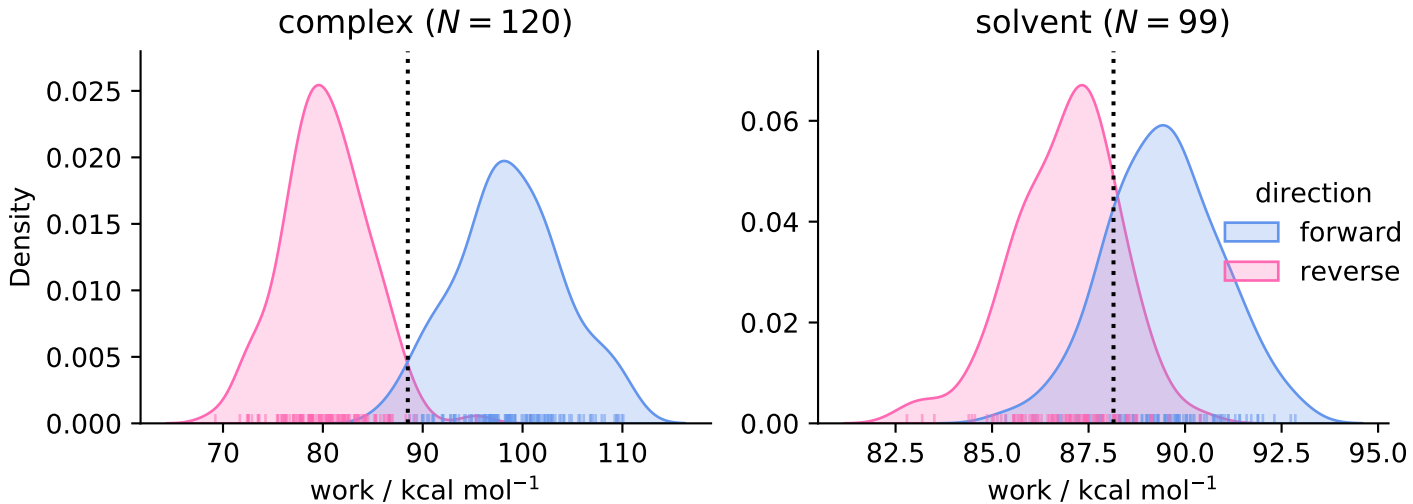 complex (N = 120)
Density
0.025
0.020
0.015
0.010
0.005
0.000
70 80 90 100 110
work / kcal mol⁻¹
solvent (N = 99)
0.06
0.04
0.02
0.00
82.5 85.0 87.5 90.0 92.5 95.0
work / kcal mol⁻¹
direction
forward
reverse